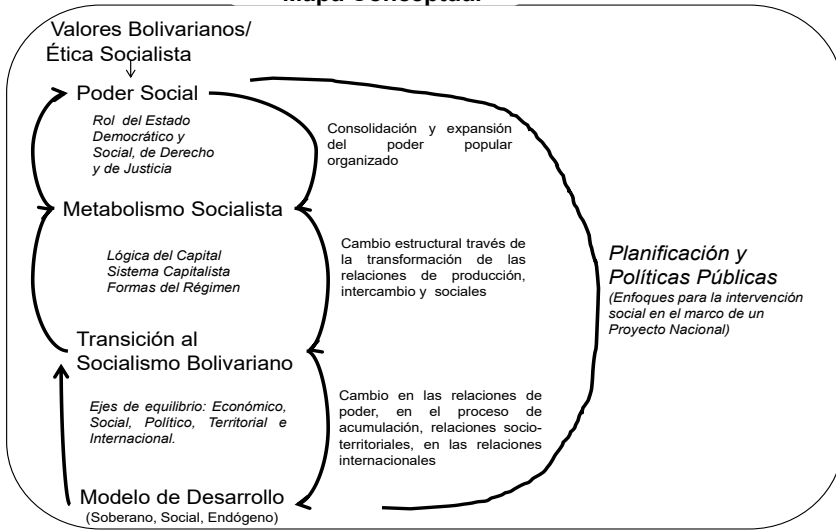 Mapa Conceptual
Valores Bolivarianos/
Ética Socialista
Poder Social
Rol del Estado
Democrático y
Social, de Derecho
y de Justicia
Consolidación y expansión
del poder popular
organizado
Metabolismo Socialista
Lógica del Capital
Sistema Capitalista
Formas del Régimen
Cambio estructural través de
la transformación de las
relaciones de producción,
intercambio y sociales
Transición al
Socialismo Bolivariano
Ejes de equilibrio: Económico,
Social, Político, Territorial e
Internacional.
Cambio en las relaciones de
poder, en el proceso de
acumulación, relaciones socio-
territoriales, en las relaciones
internacionales
Modelo de Desarrollo
(Soberano, Social, Endógeno)
Planificación y
Políticas Públicas
(Enfoques para la intervención
social en el marco de un
Proyecto Nacional)